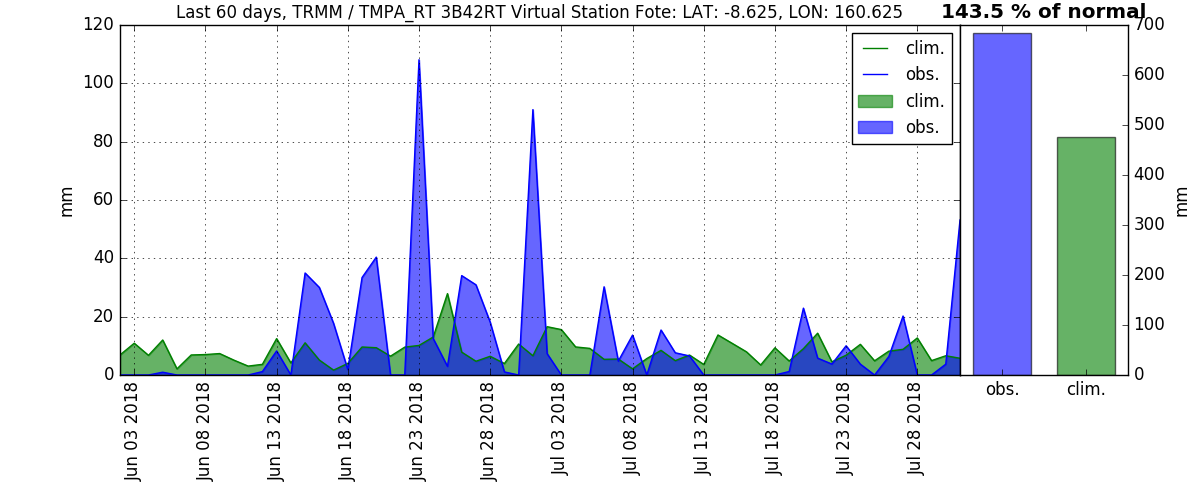 Last 60 days, TRMM / TMPA_RT 3B42RT Virtual Station Fote: LAT: -8.625, LON: 160.625
143.5 % of normal
120
100
80
60
40
20
0
mm
clim.
obs.
clim.
obs.
700
600
500
400
300
200
100
0
mm
obs.
clim.
Jun 03 2018
Jun 08 2018
Jun 13 2018
Jun 18 2018
Jun 23 2018
Jun 28 2018
Jul 03 2018
Jul 08 2018
Jul 13 2018
Jul 18 2018
Jul 23 2018
Jul 28 2018